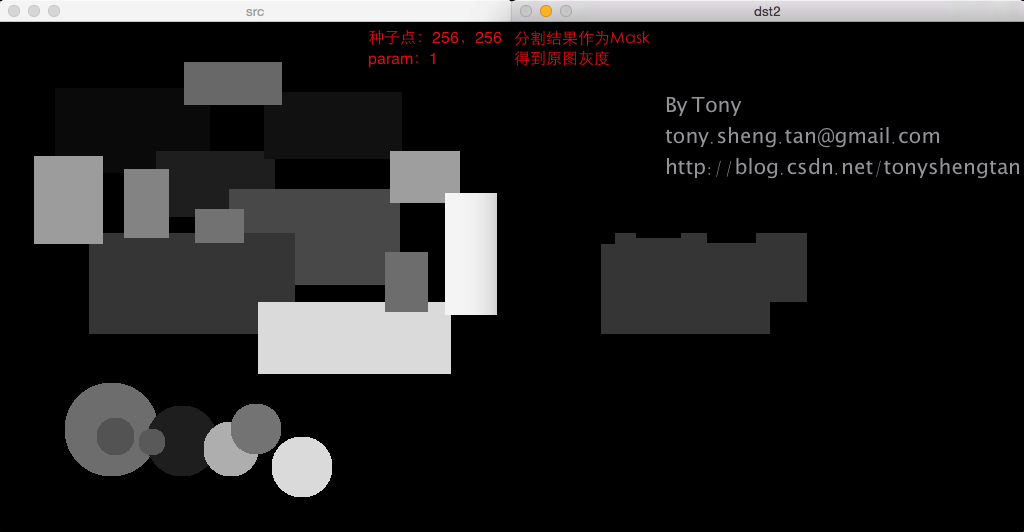 src
dst2
种子点：256，256
param：1
分割结果作为Mask
得到原图灰度
By Tony
tony.sheng.tan@gmail.com
http://blog.csdn.net/tonyshengtan